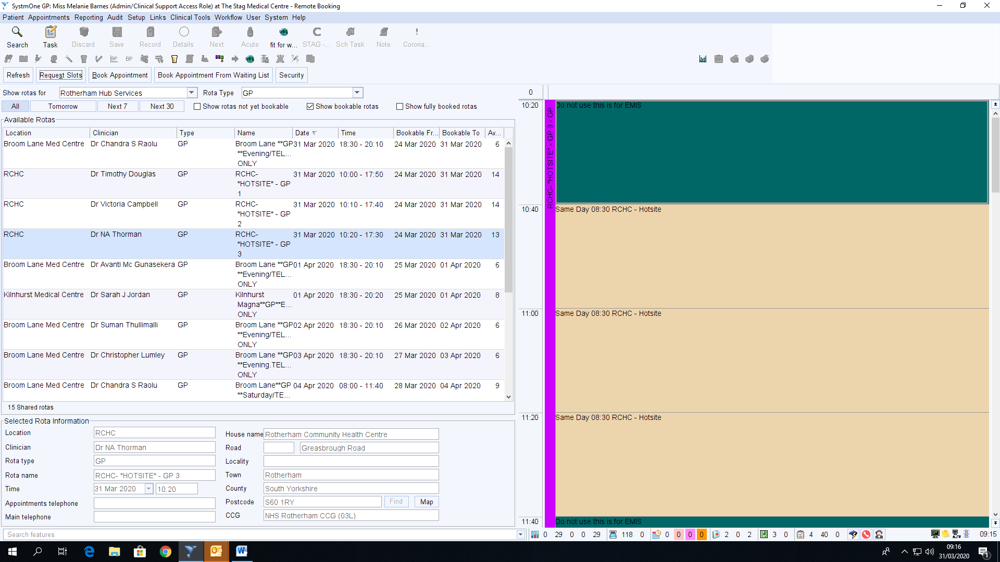 SystmOne GP: Miss Melanie Barnes (Admin/Clinical Support Access Role) at The Stag Medical Centre - Remote Booking
Patient Appointments Reporting Audit Setup Links Clinical Tools Workflow User System Help
Search Task Discard Save Record Details Next Acute fit for w... STAG -... Sch Task Note Corona...
Refresh Request Slots Book Appointment Book Appointment From Waiting List Security
Show rotas for Rotherham Hub Services Rota Type GP
All Tomorrow Next 7 Next 30 Show rotas not yet bookable Show bookable rotas Show fully booked rotas
Available Rotas
Location Clinician Type Name Date Time Bookable Fr... Bookable To Av...
Broom Lane Med Centre Dr Chandra S Raolu GP Broom Lane **GP 31 Mar 2020 18:30 - 20:10 24 Mar 2020 31 Mar 2020 6
**Evening/TEL...
ONLY
RCHC Dr Timothy Douglas GP RCHC- 31 Mar 2020 10:00 - 17:50 24 Mar 2020 31 Mar 2020 14
*HOTSITE* - GP
1
RCHC Dr Victoria Campbell GP RCHC- 31 Mar 2020 10:10 - 17:40 24 Mar 2020 31 Mar 2020 14
*HOTSITE* - GP
2
RCHC Dr NA Thorman GP RCHC- 31 Mar 2020 10:20 - 17:30 24 Mar 2020 31 Mar 2020 13
*HOTSITE* - GP
3
Broom Lane Med Centre Dr Avanti Mc Gunasekera GP Broom Lane **GP 01 Apr 2020 18:30 - 20:10 25 Mar 2020 01 Apr 2020 6
**Evening/TEL...
ONLY
Kilnhurst Medical Centre Dr Sarah J Jordan GP Kilnhurst 01 Apr 2020 18:30 - 20:20 25 Mar 2020 01 Apr 2020 8
Magna**GP**E...
ONLY
Broom Lane Med Centre Dr Suman Thullimalli GP Broom Lane **GP 02 Apr 2020 18:30 - 20:10 26 Mar 2020 02 Apr 2020 6
**Evening/TEL...
ONLY
Broom Lane Med Centre Dr Christopher Lumley GP Broom Lane **GP 03 Apr 2020 18:30 - 20:10 27 Mar 2020 03 Apr 2020 6
**Evening.TEL...
ONLY
Broom Lane Med Centre Dr Chandra S Raolu GP Broom Lane**GP 04 Apr 2020 08:00 - 11:40 28 Mar 2020 04 Apr 2020 9
**Saturday/TE...
15 Shared rotas
Selected Rota Information
Location RCHC
Clinician Dr NA Thorman
Rota type GP
Rota name RCHC- *HOTSITE* - GP 3
Time 31 Mar 2020 10:20
Appointments telephone
Main telephone
House name Rotherham Community Health Centre
Road Greasbrough Road
Locality
Town Rotherham
County South Yorkshire
Postcode S60 1RY Find Map
CCG NHS Rotherham CCG (03L)
0
RCHC- *HOTSITE* - GP 3 - GP
10:20 Do not use this is for EMIS
10:40 Same Day 08:30 RCHC - Hotsite
11:00 Same Day 08:30 RCHC - Hotsite
11:20 Same Day 08:30 RCHC - Hotsite
11:40 Do not use this is for EMIS
Search features 0 29 0 0 29 118 0 0 0 0 0 2 0 2 3 0 4 40 0 09:15
09:16
31/03/2020
1